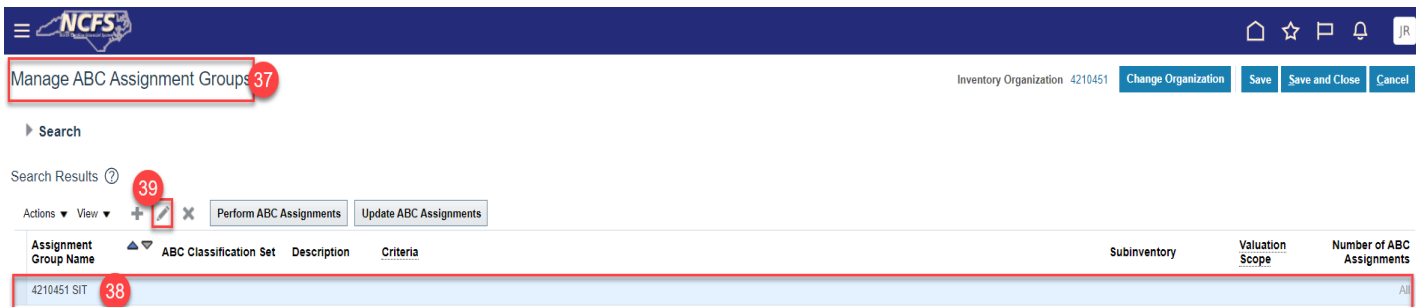 NCFS
JR
Manage ABC Assignment Groups 37
Inventory Organization 4210451 Change Organization Save Save and Close Cancel
Search
Search Results ?
39
Actions View Perform ABC Assignments Update ABC Assignments
Assignment Group Name ABC Classification Set Description Criteria Subinventory Valuation Scope Number of ABC Assignments
4210451 SIT 38 All